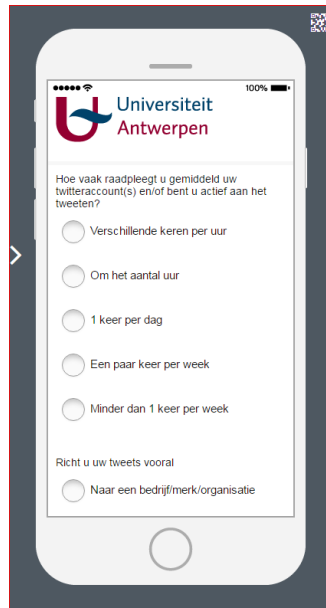 100%
Universiteit
Antwerpen
Hoe vaak raadpleegt u gemiddeld uw
twitteraccount(s) en/of bent u actief aan het
tweeten?
Verschillende keren per uur
Om het aantal uur
1 keer per dag
Een paar keer per week
Minder dan 1 keer per week
Richt u uw tweets vooral
Naar een bedrijf/merk/organisatie